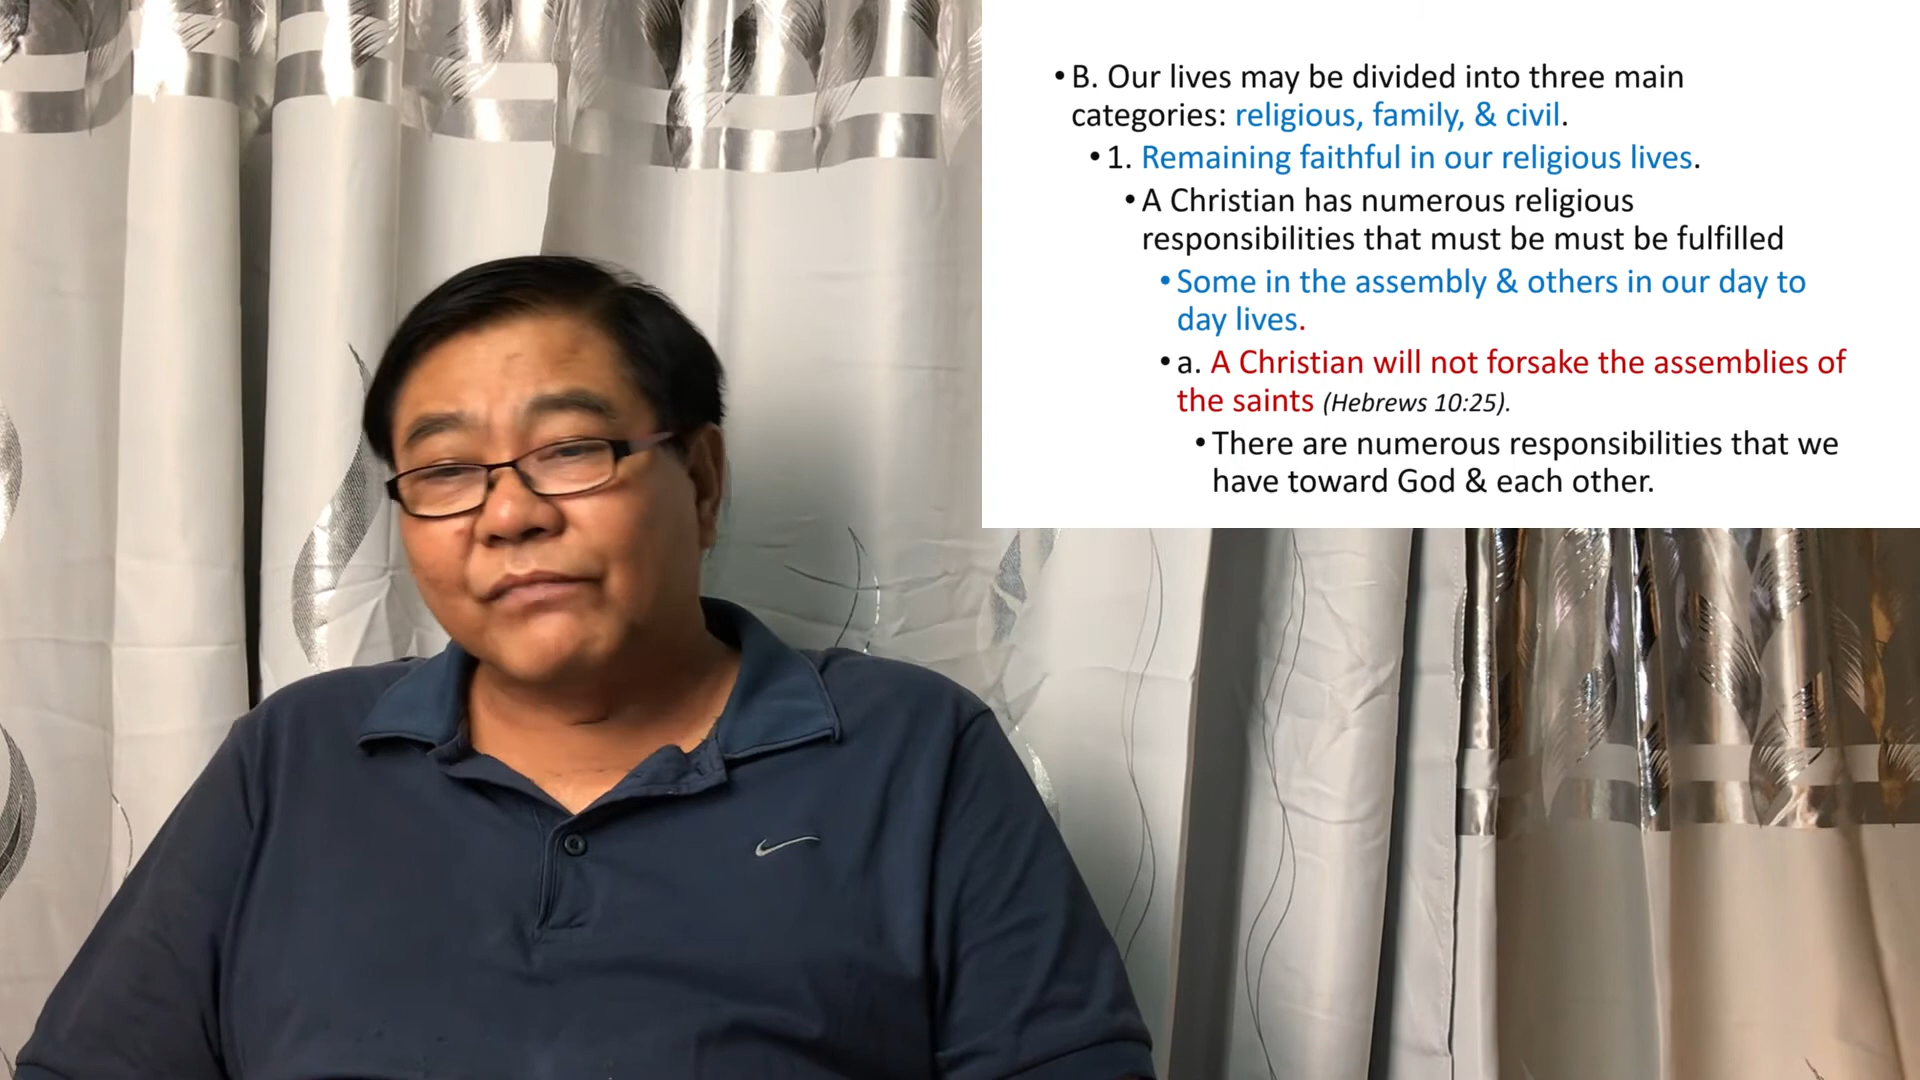 • B. Our lives may be divided into three main
categories: religious, family, & civil.
• 1. Remaining faithful in our religious lives.
• A Christian has numerous religious
responsibilities that must be must be fulfilled
• Some in the assembly & others in our day to
day lives.
• a. A Christian will not forsake the assemblies of
the saints (Hebrews 10:25).
• There are numerous responsibilities that we
have toward God & each other.